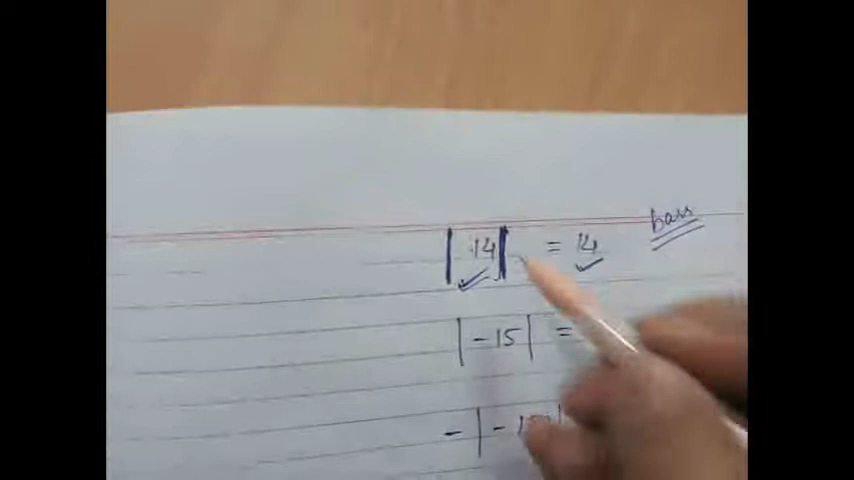 |14| = 14 bars
|-15| =
- |-